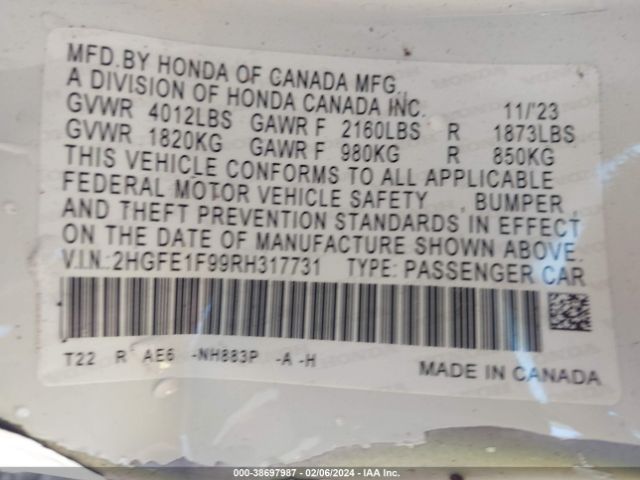 MFD.BY HONDA OF CANADA MFG.,
A DIVISION OF HONDA CANADA INC. 11/'23
GVWR 4012LBS GAWR F 2160LBS R 1873LBS
GVWR 1820KG GAWR F 980KG R 850KG
THIS VEHICLE CONFORMS TO ALL APPLICABLE
FEDERAL MOTOR VEHICLE SAFETY , BUMPER
AND THEFT PREVENTION STANDARDS IN EFFECT
ON THE DATE OF MANUFACTURE SHOWN ABOVE.
V.I.N.:2HGFE1F99RH317731 TYPE: PASSENGER CAR
T22 R AE6 -NH883P -A -H
MADE IN CANADA
000-38697987 - 02/06/2024 - IAA Inc.